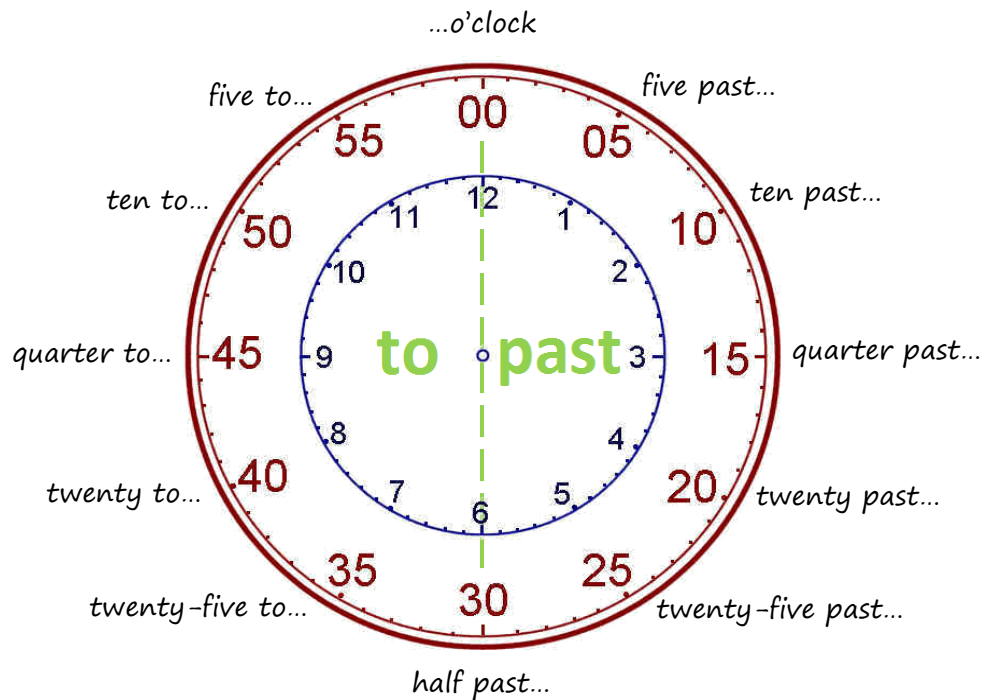 ...o'clock
five to...
five past...
00
55
05
ten to...
ten past...
50
10
12
11
1
10
2
quarter to...
45
9
to
past
3
15
quarter past...
8
4
twenty to...
40
7
5
20
twenty past...
6
35
25
30
twenty-five to...
twenty-five past...
half past...